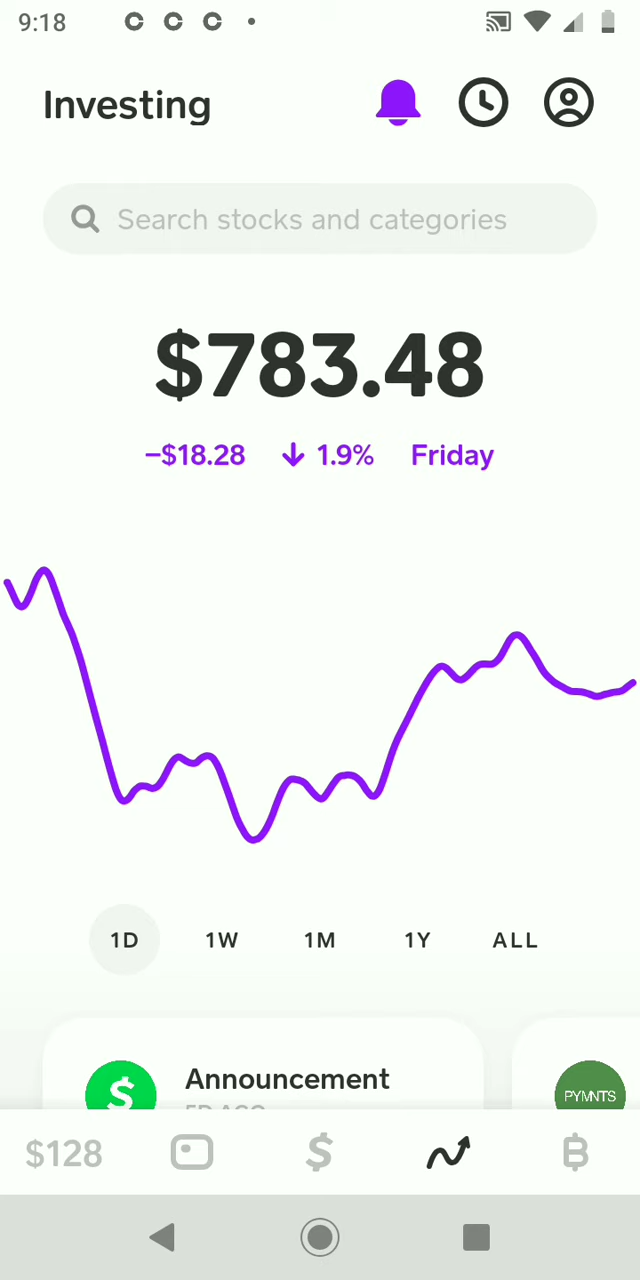 9:18
Investing
Search stocks and categories
$783.48
–$18.28 ↓ 1.9% Friday
1D 1W 1M 1Y ALL
Announcement
PYMNTS
$128